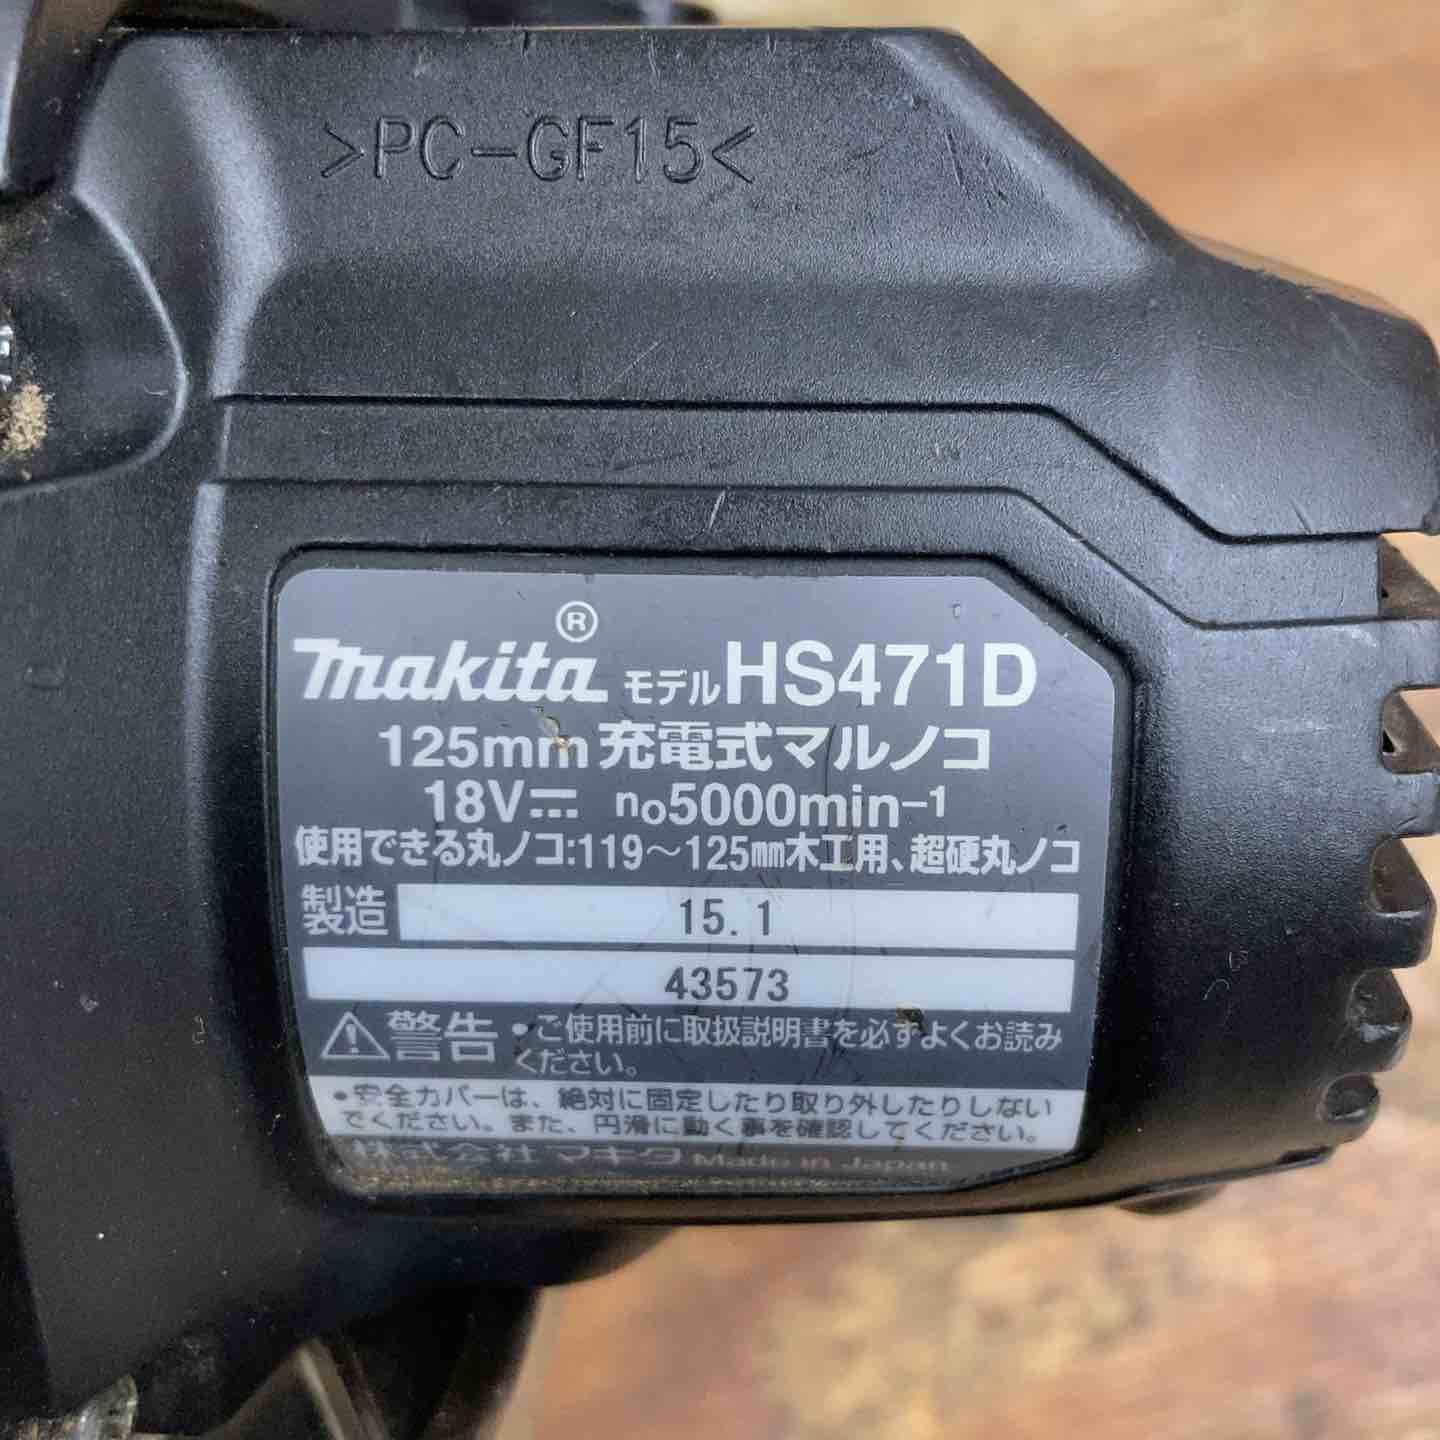 >PC-GF15<
makita® モデルHS471D
125mm 充電式マルノコ
18V⎓ no5000min-1
使用できる丸ノコ:119～125mm木工用、超硬丸ノコ
製造 15.1
43573
⚠警告 •ご使用前に取扱説明書を必ずよくお読み
ください。
•安全カバーは、絶対に固定したり取り外したりしない
でください。また、円滑に動く事を確認してください。
株式会社 マキタ Made in Japan